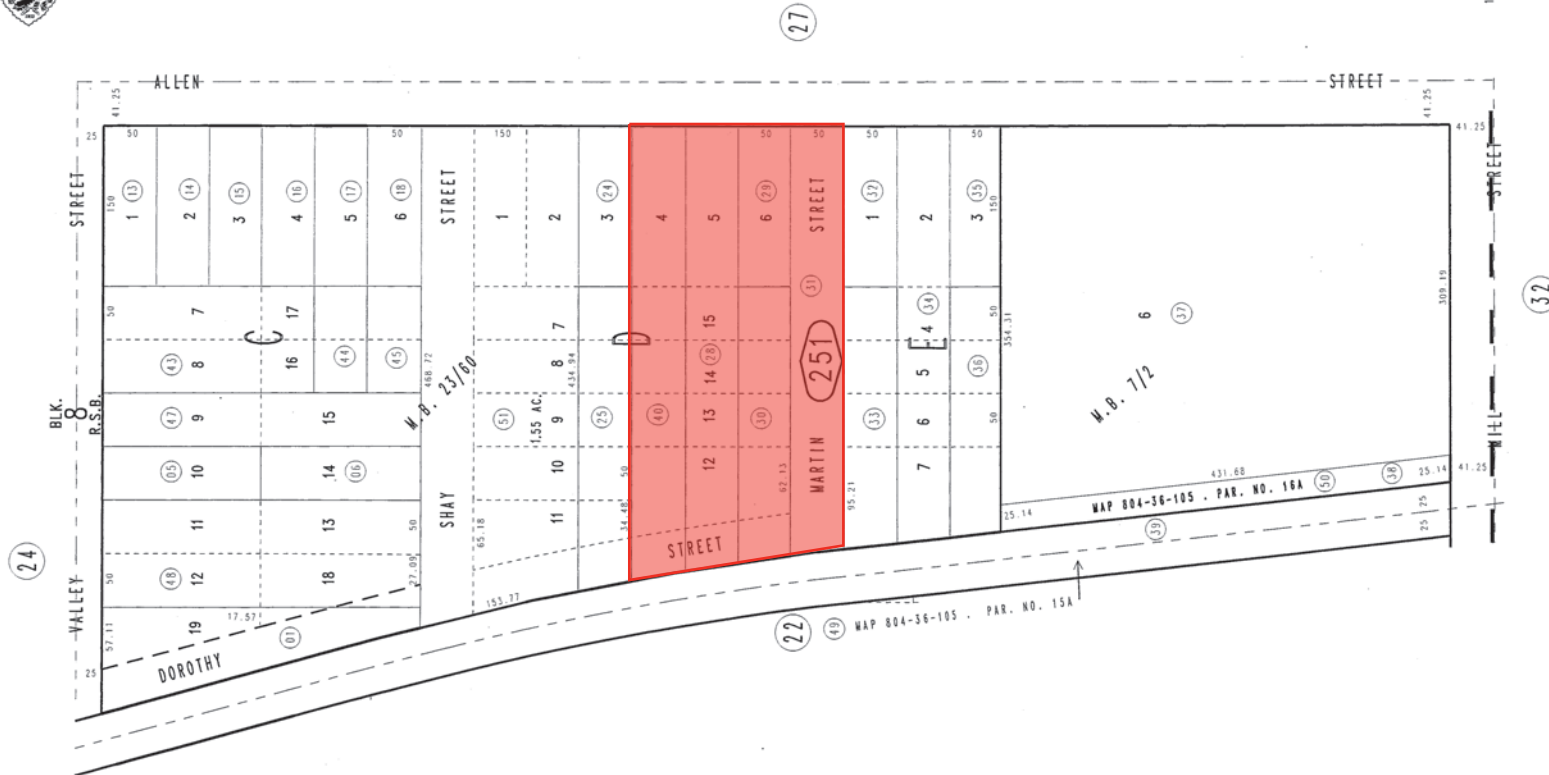 27
ALLEN STREET
41.25 41.25
25 50 50 150 50 50 50 41.25
STREET STREET STREET STREET STREET
13 14 15 16 17 18 24 29 32 35
1 2 3 4 5 6 1 2 3 4 5 6 1 2 3
150 150
31
50 7 17 7 15 34 50 309.19 32
C D 251 4 L 354.31 6 37
43 8 16 44 45 468.72 M.B. 23/60 8 434.94 14 28 5 36 M.B. 7/2
BLK. 8 R.S.B.
47 9 15 51 1.55 AC. 9 25 40 13 30 33 6 50
05 10 14 06 10 50 12 62.13 MARTIN 7 431.68 50 38 25.14 41.25 MILL
MAP 804-36-105 . PAR. NO. 16A
11 13 50 SHAY 65.18 11 34.48 95.21 25.14 39 25 25
STREET
24 VALLEY 50 48 12 18 27.09 153.77
57.11 19 17.57 01 22 49 MAP 804-36-105 . PAR. NO. 15A
25 DOROTHY